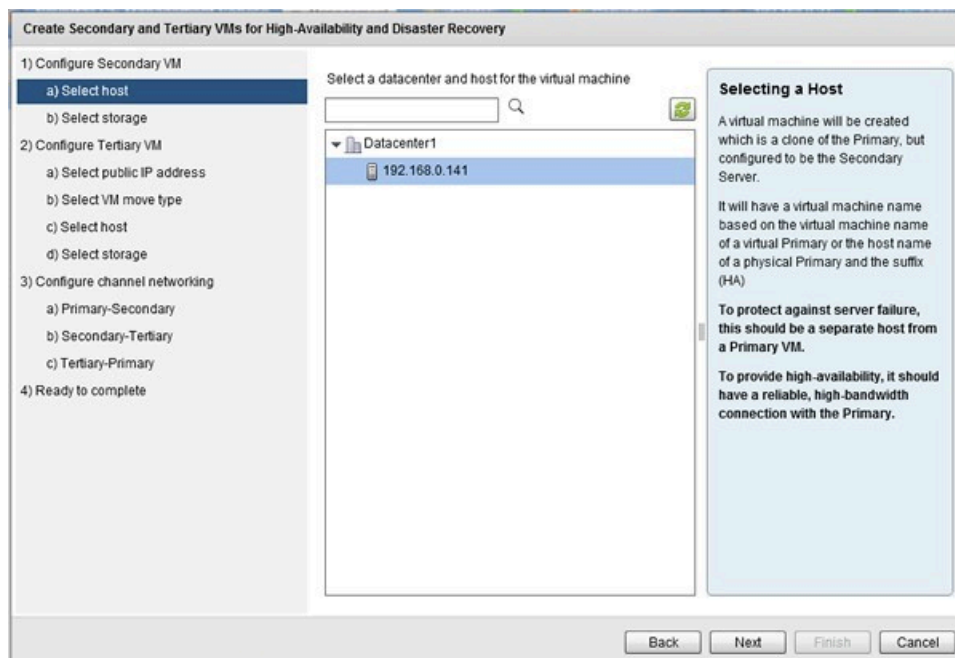 Create Secondary and Tertiary VMs for High-Availability and Disaster Recovery
1) Configure Secondary VM
a) Select host
b) Select storage
2) Configure Tertiary VM
a) Select public IP address
b) Select VM move type
c) Select host
d) Select storage
3) Configure channel networking
a) Primary-Secondary
b) Secondary-Tertiary
c) Tertiary-Primary
4) Ready to complete
Select a datacenter and host for the virtual machine
Datacenter1
192.168.0.141
Selecting a Host
A virtual machine will be created
which is a clone of the Primary, but
configured to be the Secondary
Server.
It will have a virtual machine name
based on the virtual machine name
of a virtual Primary or the host name
of a physical Primary and the suffix
(HA)
To protect against server failure,
this should be a separate host from
a Primary VM.
To provide high-availability, it should
have a reliable, high-bandwidth
connection with the Primary.
Back
Next
Finish
Cancel